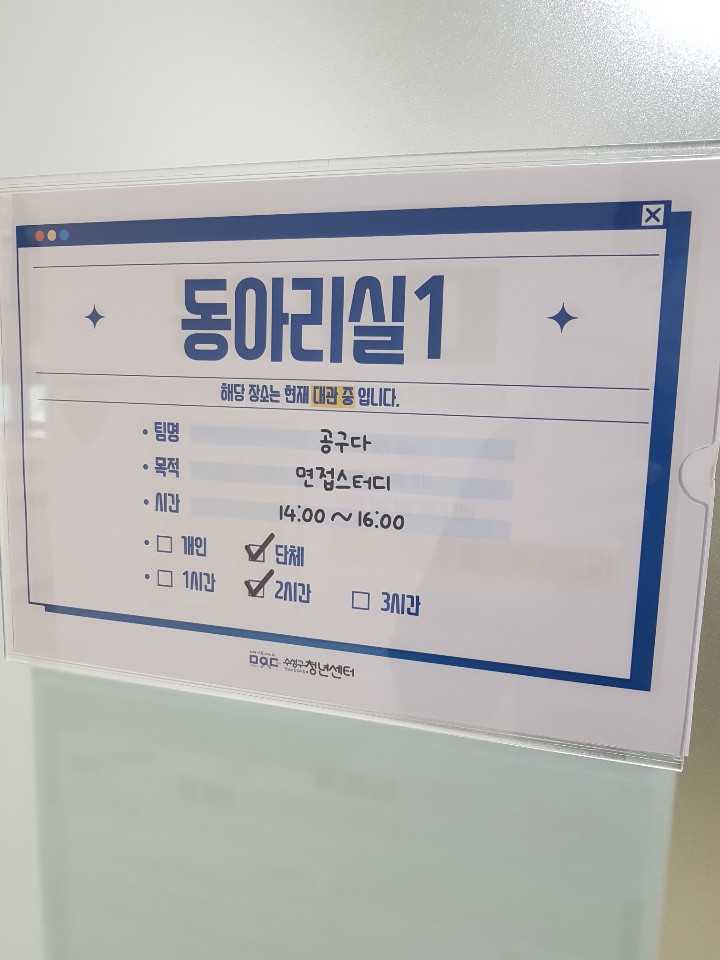 동아리실1
해당 장소는 현재 대관 중 입니다.
• 팀명 공구다
• 목적 면접스터디
• 시간 14:00 ~ 16:00
• ☐ 개인 ☑ 단체
• ☐ 1시간 ☑ 2시간 ☐ 3시간
수성구청년센터